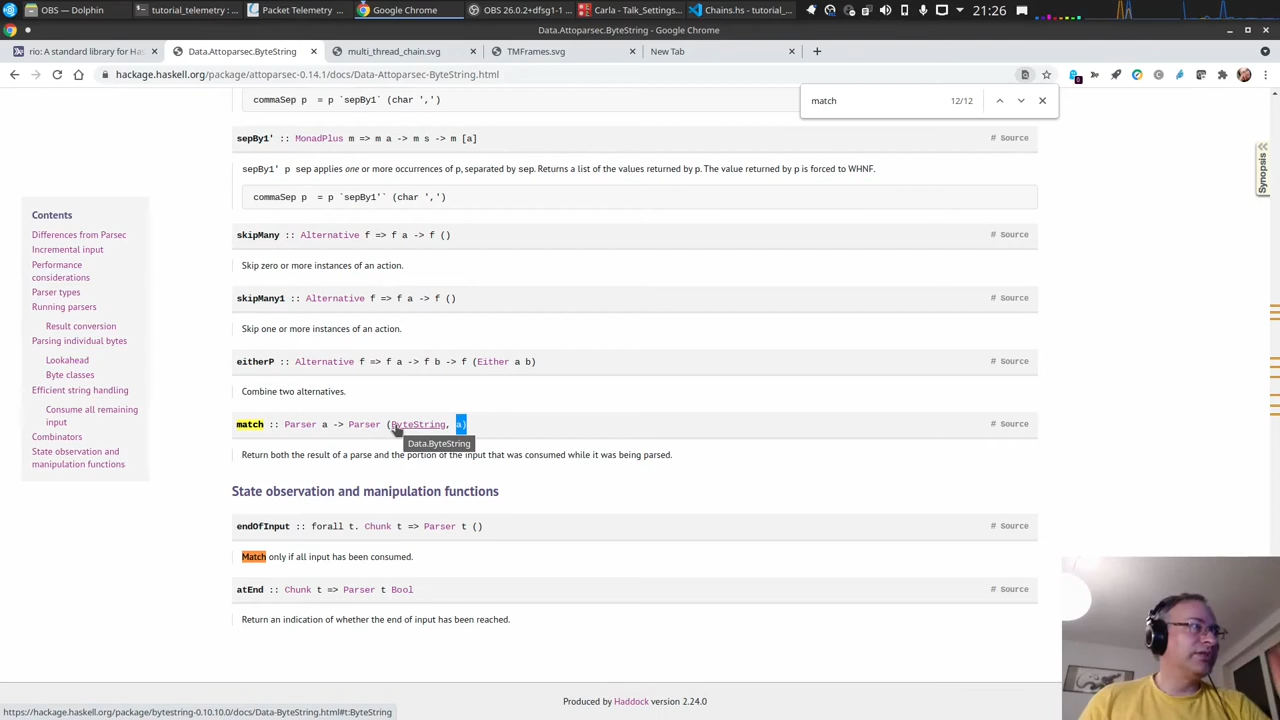 OBS — Dolphin
tutorial_telemetry : ...
Packet Telemetry ...
Google Chrome
OBS 26.0.2+dfsg1-1 ...
Carla - Talk_Settings...
Chains.hs - tutorial_...
21:26
Data.Attoparsec.ByteString - Google Chrome
rio: A standard library for Has
Data.Attoparsec.ByteString
multi_thread_chain.svg
TMFrames.svg
New Tab
hackage.haskell.org/package/attoparsec-0.14.1/docs/Data-Attoparsec-ByteString.html
match 12/12
commaSep p = p `sepBy1` (char ',')
sepBy1' :: MonadPlus m => m a -> m s -> m [a] # Source
sepBy1' p sep applies one or more occurrences of p, separated by sep. Returns a list of the values returned by p. The value returned by p is forced to WHNF.
commaSep p = p `sepBy1'` (char ',')
skipMany :: Alternative f => f a -> f () # Source
Skip zero or more instances of an action.
skipMany1 :: Alternative f => f a -> f () # Source
Skip one or more instances of an action.
eitherP :: Alternative f => f a -> f b -> f (Either a b) # Source
Combine two alternatives.
match :: Parser a -> Parser (ByteString, a) # Source
Data.ByteString
Return both the result of a parse and the portion of the input that was consumed while it was being parsed.
State observation and manipulation functions
endOfInput :: forall t. Chunk t => Parser t () # Source
Match only if all input has been consumed.
atEnd :: Chunk t => Parser t Bool # Source
Return an indication of whether the end of input has been reached.
Contents
Differences from Parsec
Incremental input
Performance
considerations
Parser types
Running parsers
Result conversion
Parsing individual bytes
Lookahead
Byte classes
Efficient string handling
Consume all remaining
input
Combinators
State observation and
manipulation functions
Synopsis
Produced by Haddock version 2.24.0
https://hackage.haskell.org/package/bytestring-0.10.10.0/docs/Data-ByteString.html#t:ByteString